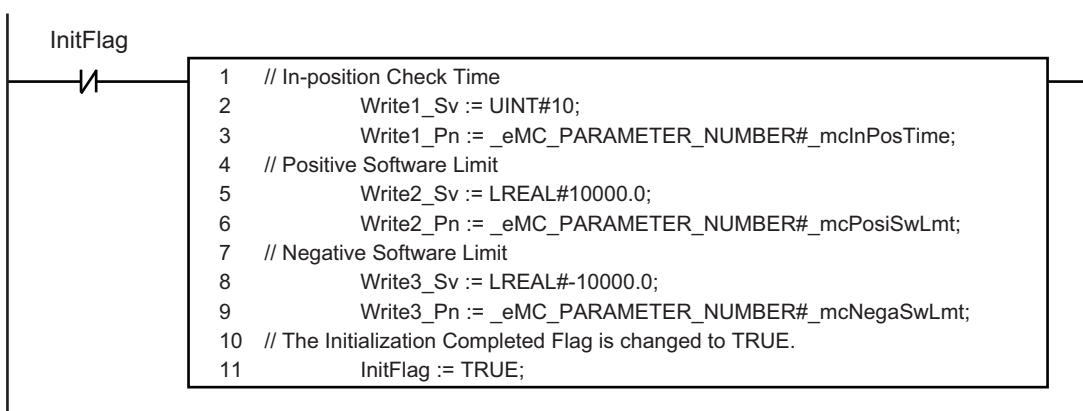 InitFlag
1 // In-position Check Time
2 Write1_Sv := UINT#10;
3 Write1_Pn := _eMC_PARAMETER_NUMBER#_mcInPosTime;
4 // Positive Software Limit
5 Write2_Sv := LREAL#10000.0;
6 Write2_Pn := _eMC_PARAMETER_NUMBER#_mcPosiSwLmt;
7 // Negative Software Limit
8 Write3_Sv := LREAL#-10000.0;
9 Write3_Pn := _eMC_PARAMETER_NUMBER#_mcNegaSwLmt;
10 // The Initialization Completed Flag is changed to TRUE.
11 InitFlag := TRUE;